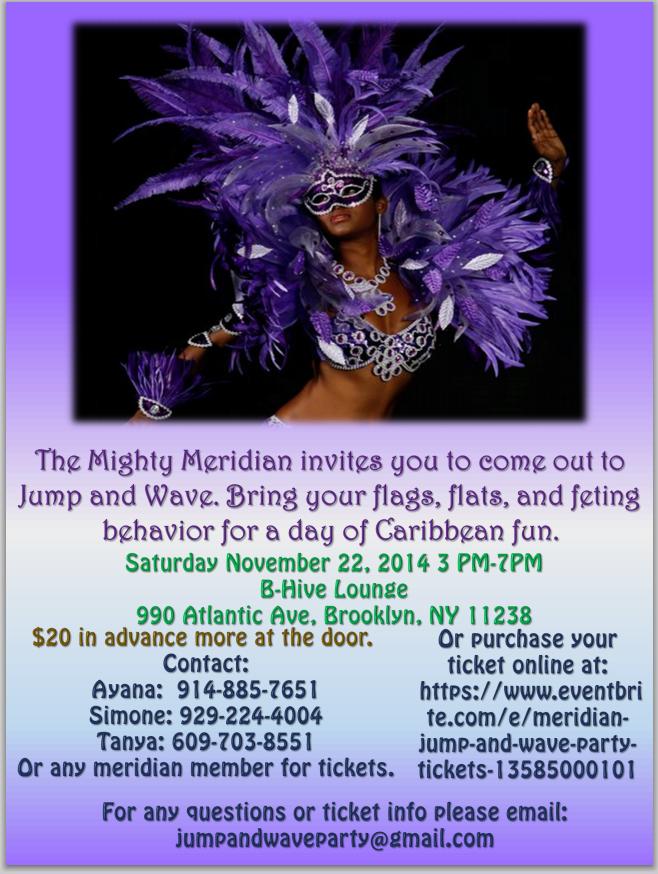 The Mighty Meridian invites you to come out to
Jump and Wave. Bring your flags, flats, and feting
behavior for a day of Caribbean fun.
Saturday November 22, 2014 3 PM-7PM
B-Hive Lounge
990 Atlantic Ave, Brooklyn, NY 11238
$20 in advance more at the door.
Contact:
Ayana: 914-885-7651
Simone: 929-224-4004
Tanya: 609-703-8551
Or any meridian member for tickets.
Or purchase your
ticket online at:
https://www.eventbri
te.com/e/meridian-
jump-and-wave-party-
tickets-13585000101
For any questions or ticket info please email:
jumpandwaveparty@gmail.com